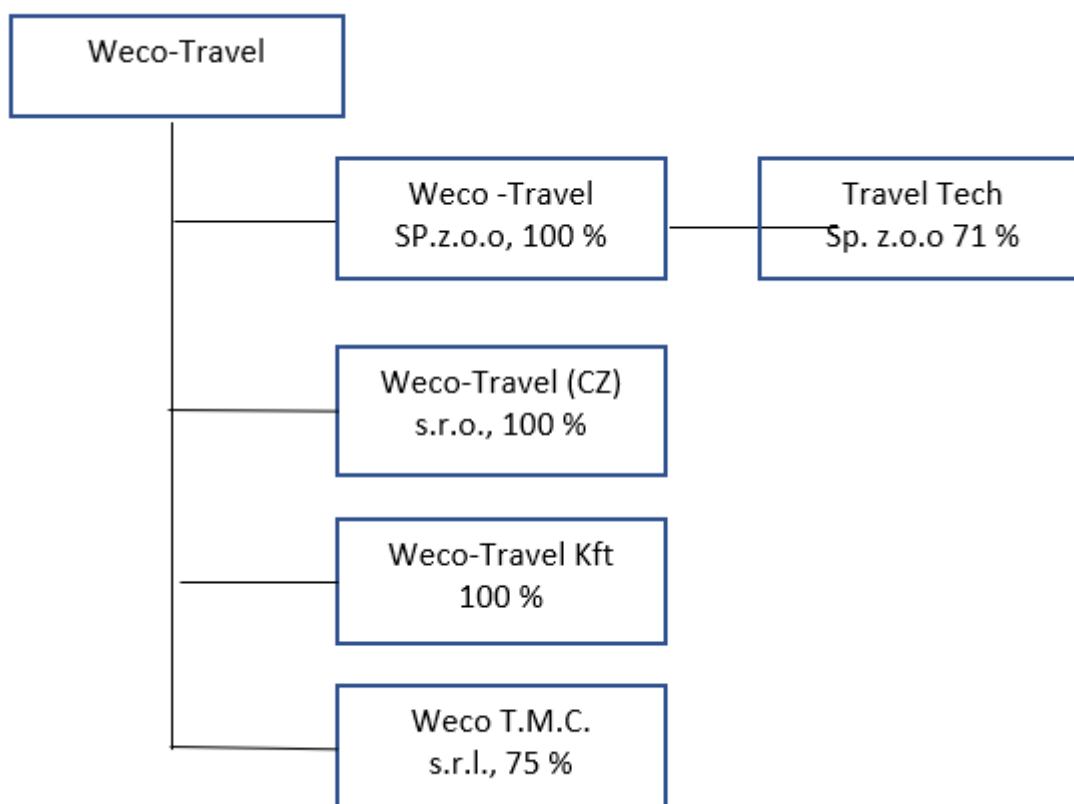 Weco-Travel
Weco -Travel
SP.z.o.o, 100 %
Travel Tech
Sp. z.o.o 71 %
Weco-Travel (CZ)
s.r.o., 100 %
Weco-Travel Kft
100 %
Weco T.M.C.
s.r.l., 75 %